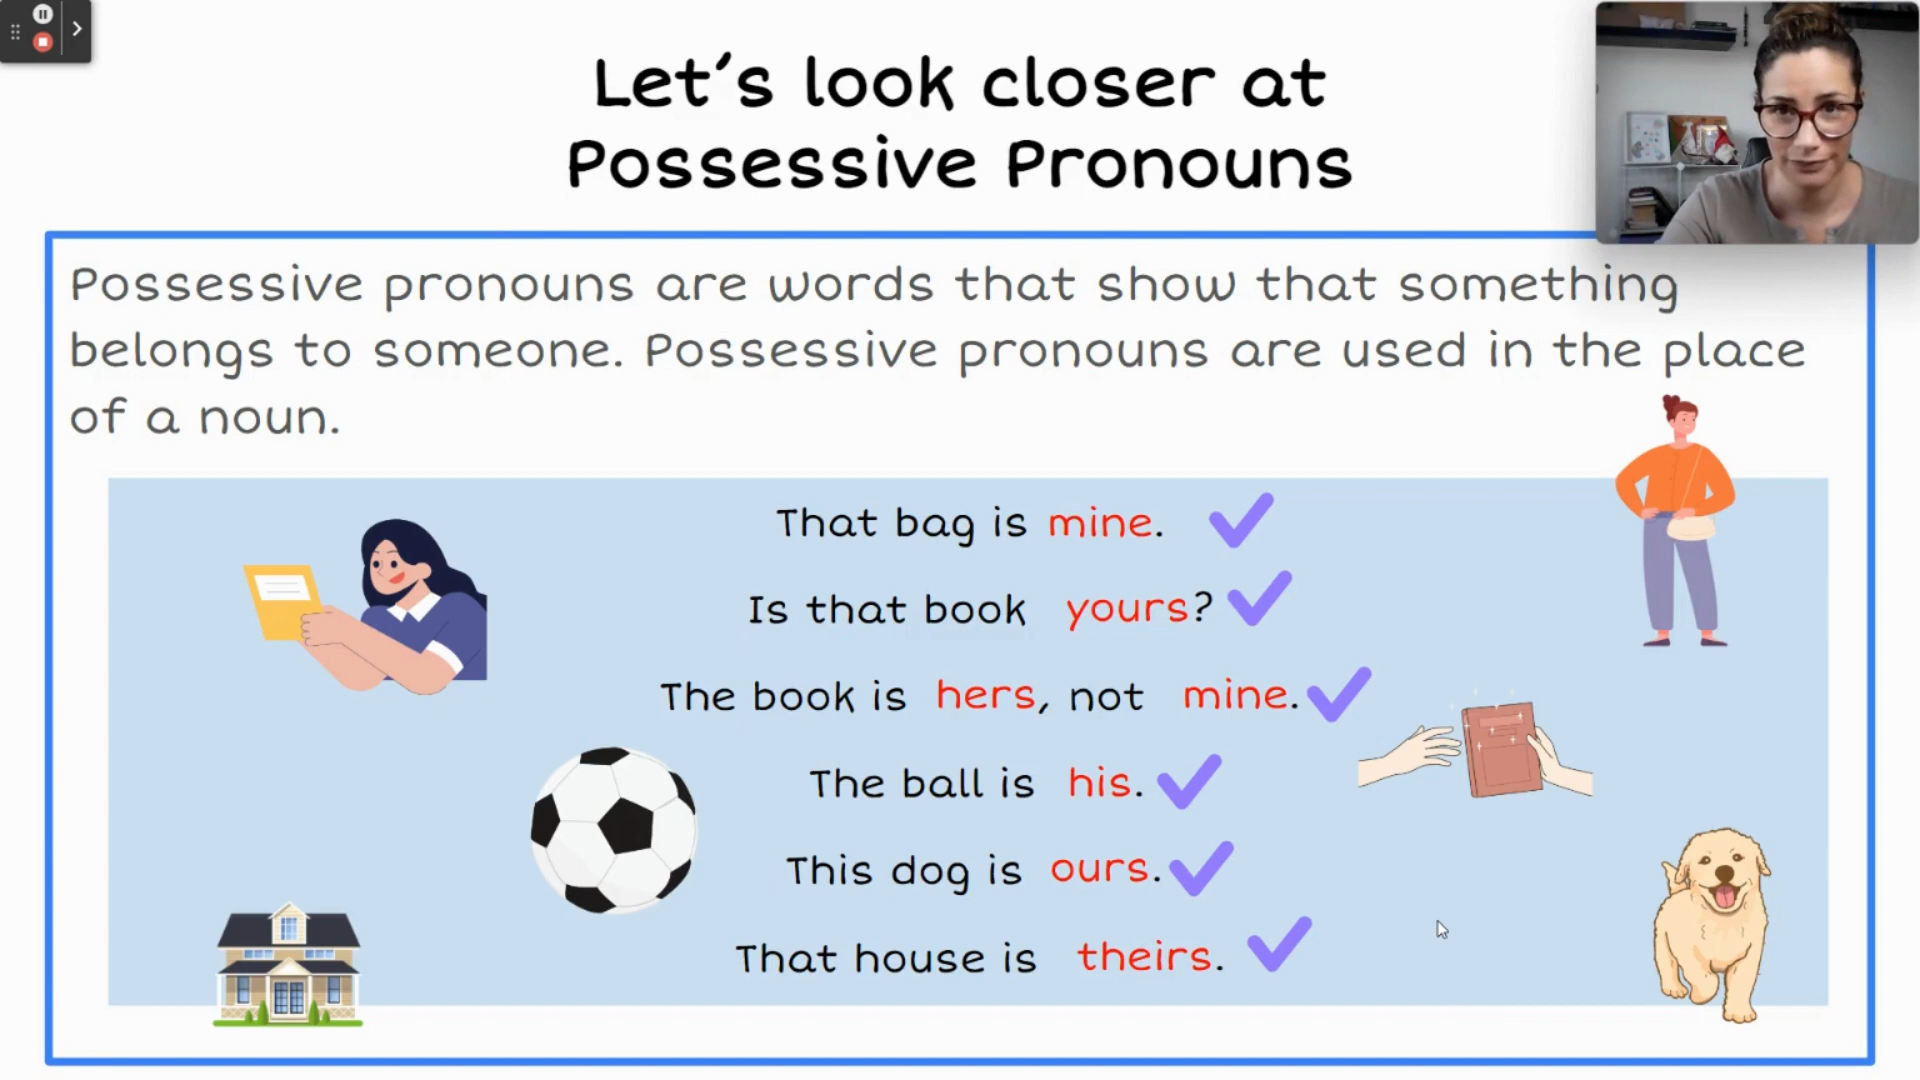 Let's look closer at
Possessive Pronouns
Possessive pronouns are words that show that something
belongs to someone. Possessive pronouns are used in the place
of a noun.
That bag is mine.
Is that book yours?
The book is hers, not mine.
The ball is his.
This dog is ours.
That house is theirs.